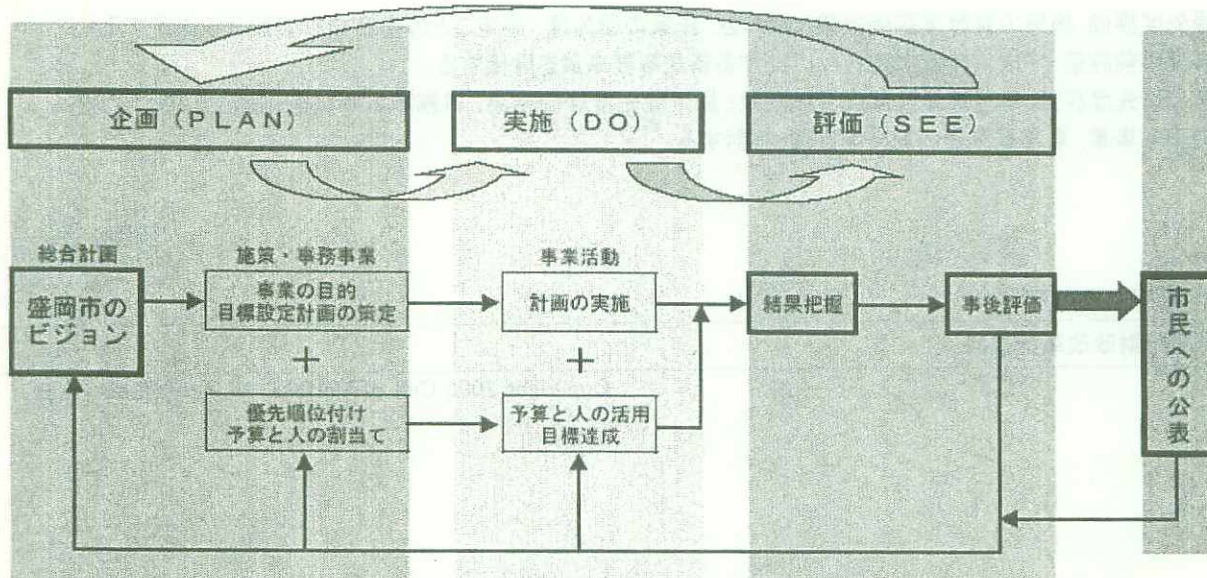 企画（PLAN）
実施（DO）
評価（SEE）
総合計画
盛岡市の
ビジョン
施策・事務事業
事業の目的
目標設定計画の策定
＋
優先順位付け
予算と人の割当て
事業活動
計画の実施
＋
予算と人の活用
目標達成
結果把握
事後評価
市民への公表